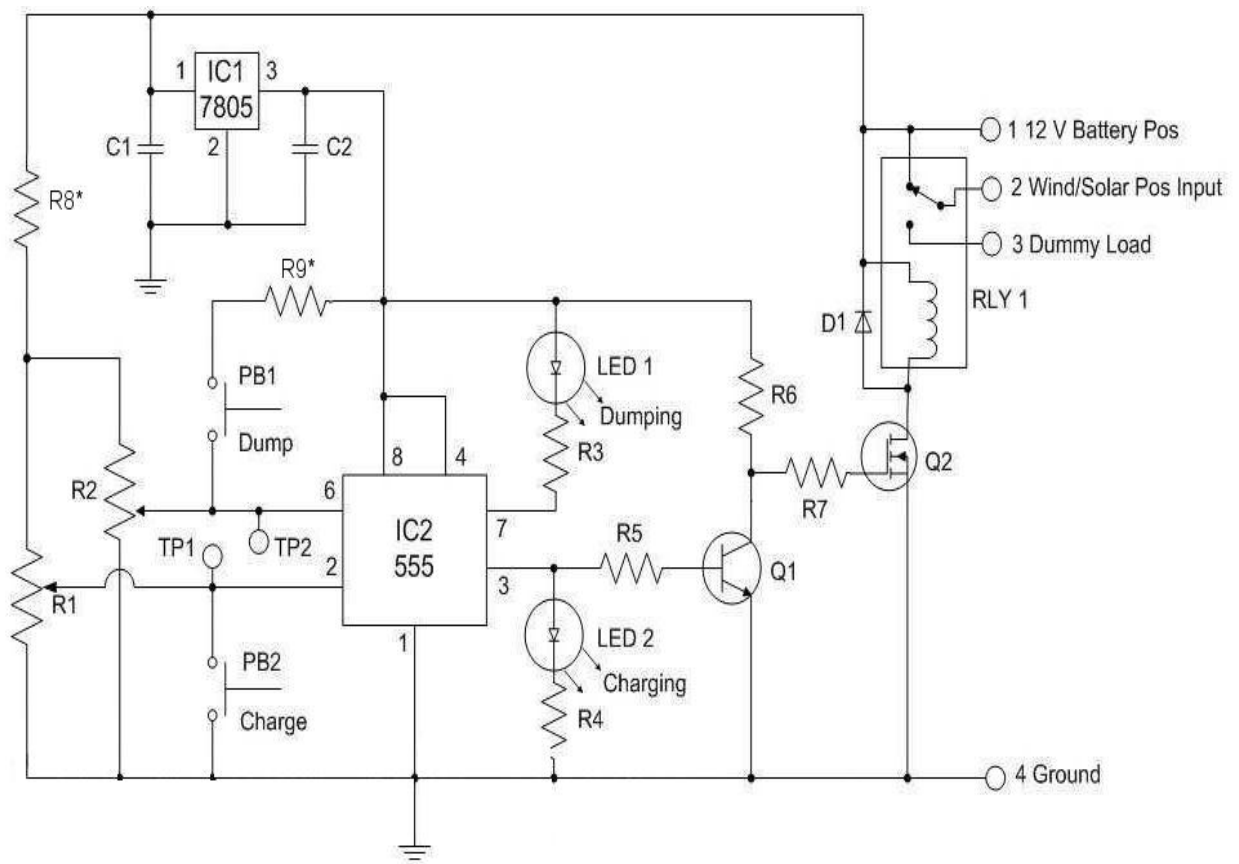 1 IC1 3
7805
2
C1
C2
1 12 V Battery Pos
2 Wind/Solar Pos Input
3 Dummy Load
RLY 1
R8*
R9*
D1
PB1
Dump
LED 1
Dumping
R3
R6
R2
8 4
6
7
IC2
555
TP1
TP2
2
3
R5
R7
Q2
Q1
R1
1
PB2
Charge
LED 2
Charging
R4
4 Ground